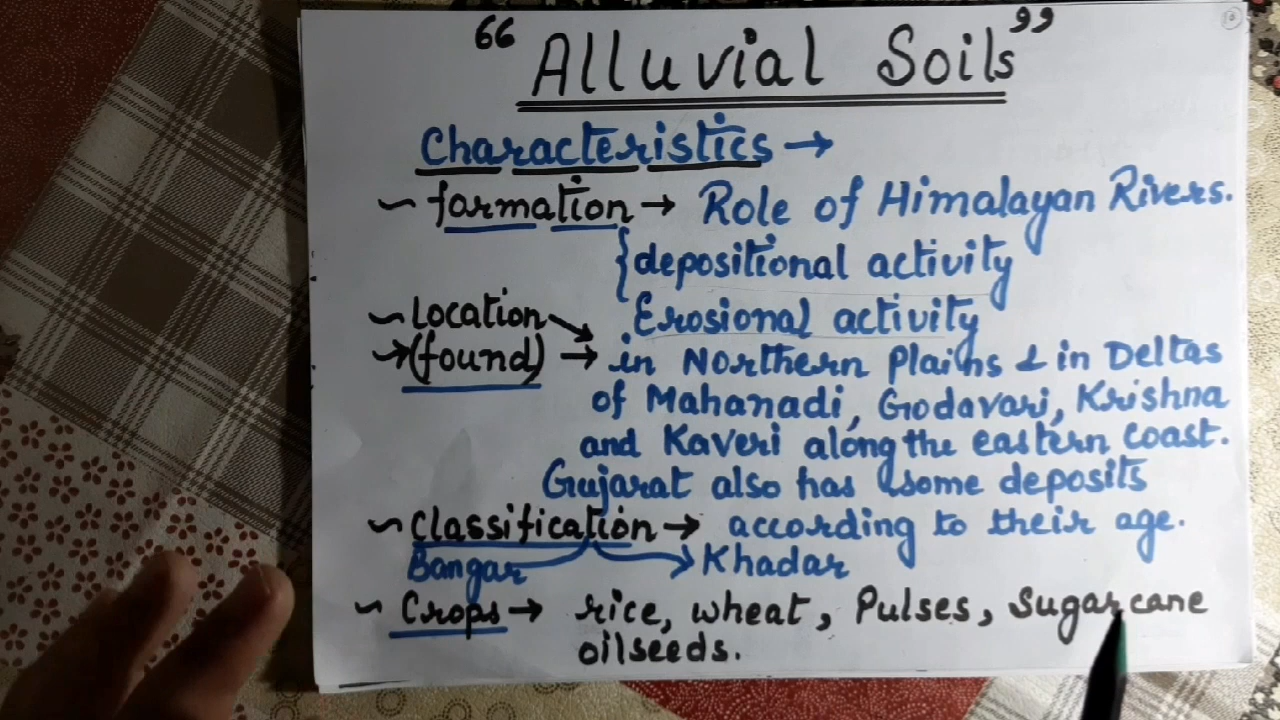 “Alluvial Soils”
Characteristics →
~ formation → Role of Himalayan Rivers.
{depositional activity
Erosional activity
~ Location
→(found) → in Northern Plains & in Deltas
of Mahanadi, Godavari, Krishna
and Kaveri along the eastern coast.
Gujarat also has some deposits
~ Classification → according to their age.
Bangar Khadar
~ Crops → rice, wheat, Pulses, Sugarcane
oilseeds.